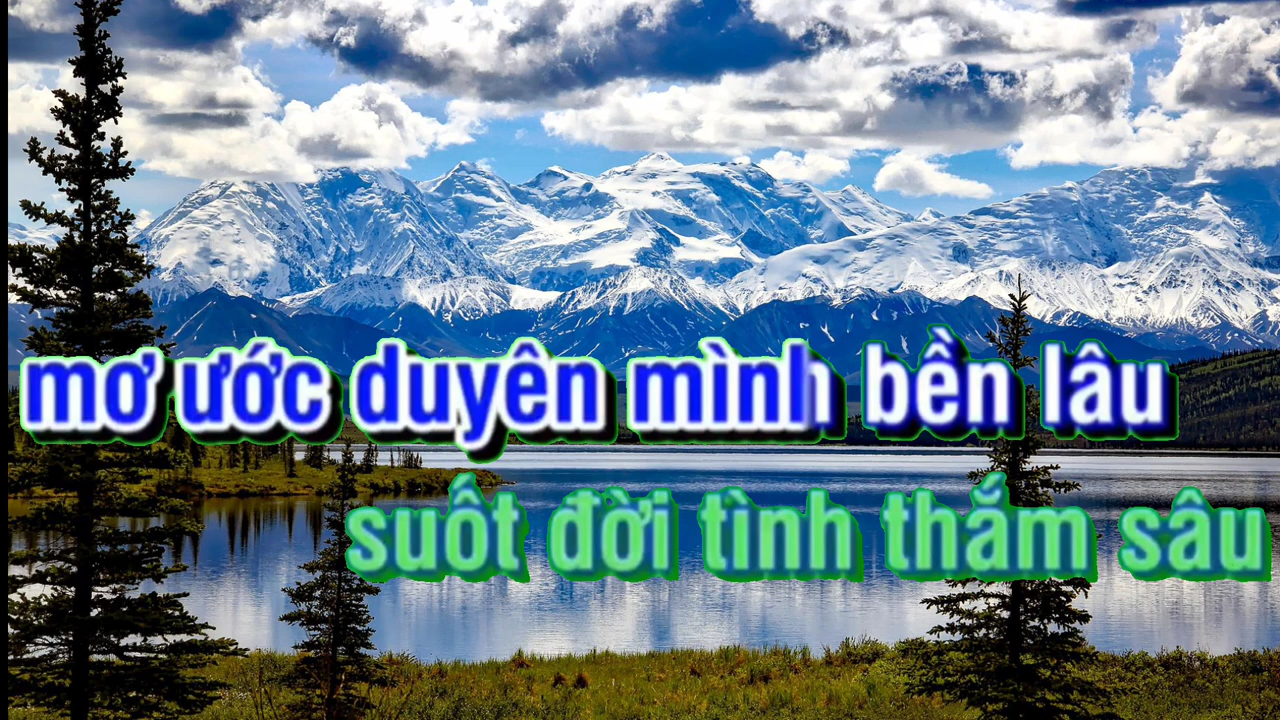 mơ ước duyên mình bền lâu
suốt đời tình thắm sâu